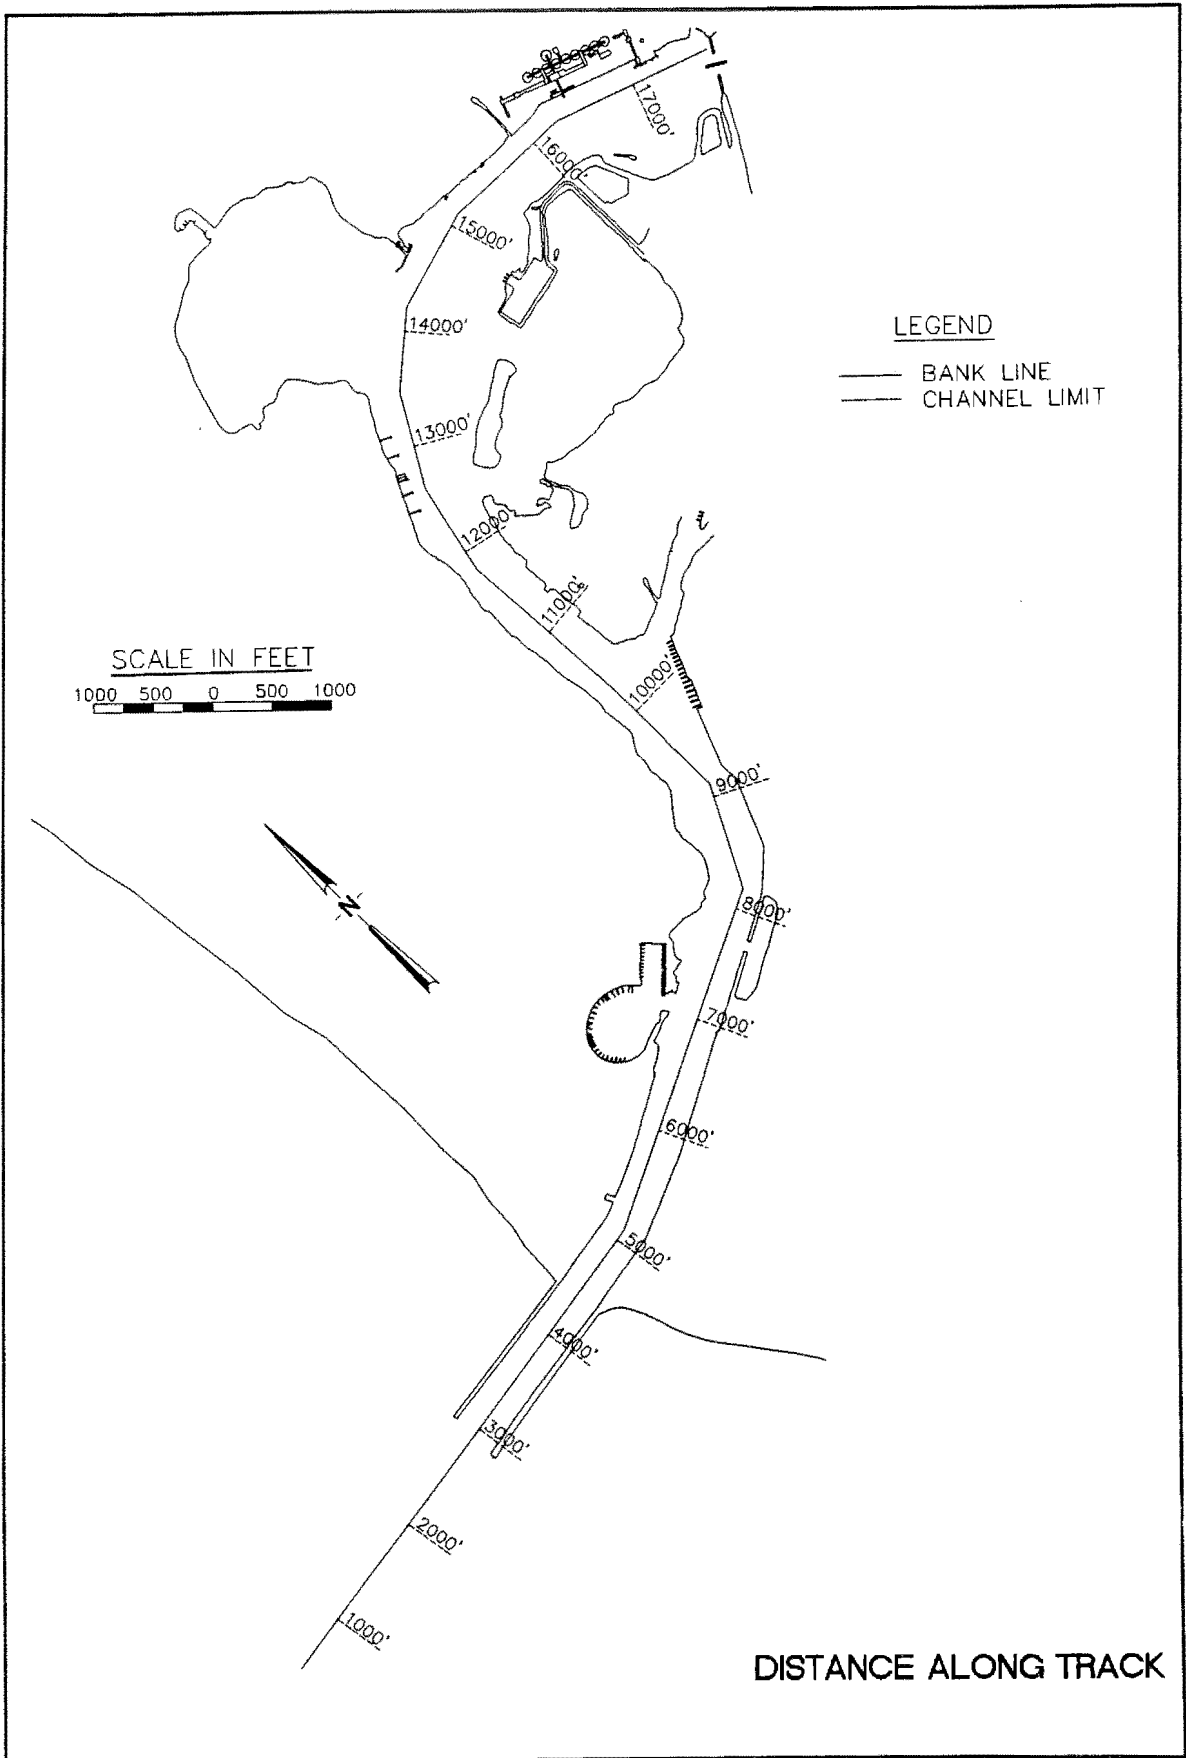 17000'
16000'
15000'
14000'
LEGEND
BANK LINE
CHANNEL LIMIT
13000'
12000'
11000'
SCALE IN FEET
1000 500 0 500 1000
10000'
9000'
N
8000'
7000'
6000'
5000'
4000'
3000'
2000'
1000'
DISTANCE ALONG TRACK